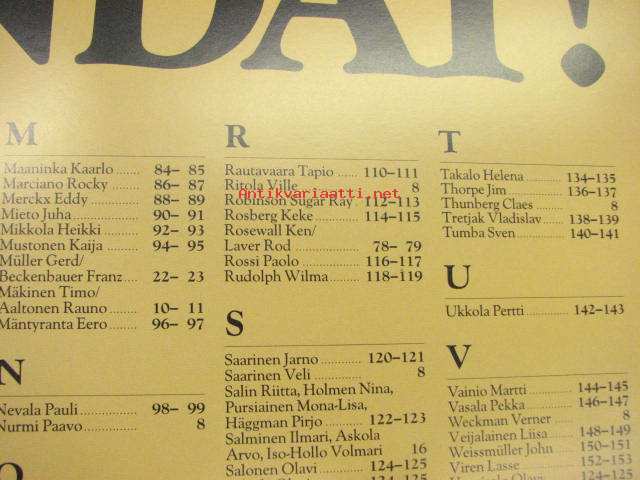 NDAT!
M
Maaninka Kaarlo ....... 84– 85
Marciano Rocky ........ 86– 87
Merckx Eddy ............ 88– 89
Mieto Juha ............... 90– 91
Mikkola Heikki ......... 92– 93
Mustonen Kaija ........ 94– 95
Müller Gerd/
Beckenbauer Franz .... 22– 23
Mäkinen Timo/
Aaltonen Rauno ........ 10– 11
Mäntyranta Eero ........ 96– 97
N
Nevala Pauli .............. 98– 99
Nurmi Paavo ............ 8
R
Rautavaara Tapio ...... 110–111
Ritola Ville ............... 8
Robinson Sugar Ray . 112–113
Rosberg Keke ........... 114–115
Rosewall Ken/
Laver Rod ................ 78– 79
Rossi Paolo ............... 116–117
Rudolph Wilma ........ 118–119
S
Saarinen Jarno ........... 120–121
Saarinen Veli ............ 8
Salin Riitta, Holmen Nina,
Pursiainen Mona-Lisa,
Häggman Pirjo .......... 122–123
Salminen Ilmari, Askola
Arvo, Iso-Hollo Volmari 16
Salonen Olavi ............ 124–125
T
Takalo Helena ........... 134–135
Thorpe Jim ............... 136–137
Thunberg Claes ......... 8
Tretjak Vladislav ....... 138–139
Tumba Sven ............. 140–141
U
Ukkola Pertti ............ 142–143
V
Vainio Martti ............ 144–145
Vasala Pekka ............. 146–147
Weckman Verner ...... 8
Veijalainen Liisa ........ 148–149
Weissmüller John ...... 150–151
Viren Lasse ............... 152–153
Antikvariaatti.net